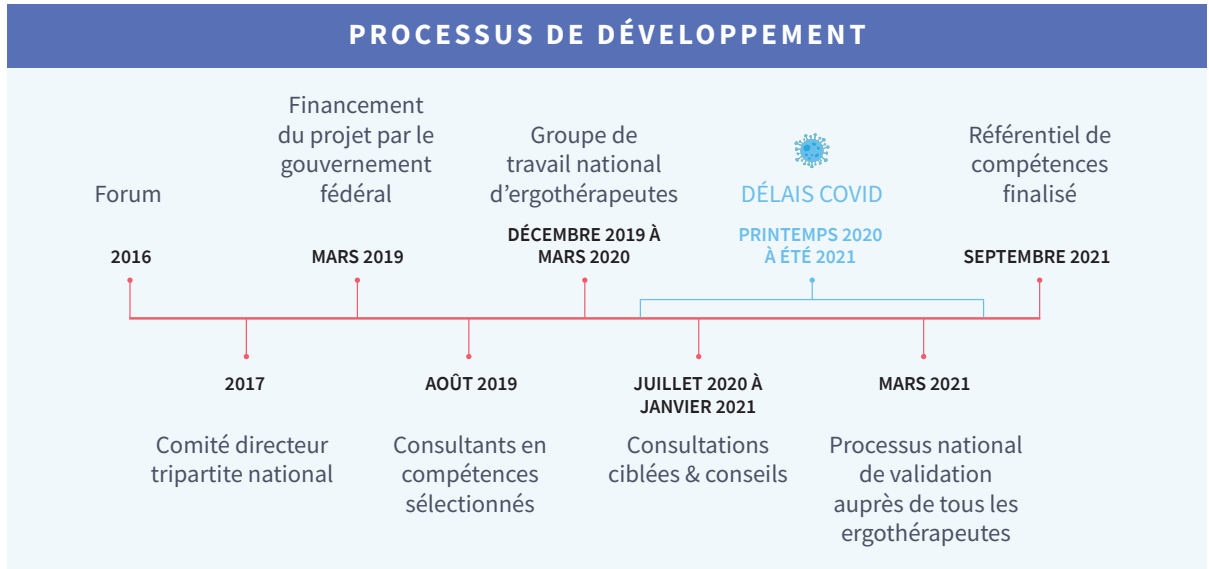 PROCESSUS DE DÉVELOPPEMENT
Forum
2016
Financement
du projet par le
gouvernement
fédéral
MARS 2019
Groupe de
travail national
d'ergothérapeutes
DÉCEMBRE 2019 À
MARS 2020
DÉLAIS COVID
PRINTEMPS 2020
À ÉTÉ 2021
Référentiel de
compétences
finalisé
SEPTEMBRE 2021
2017
Comité directeur
tripartite national
AOÛT 2019
Consultants en
compétences
sélectionnés
JUILLET 2020 À
JANVIER 2021
Consultations
ciblées & conseils
MARS 2021
Processus national
de validation
auprès de tous les
ergothérapeutes